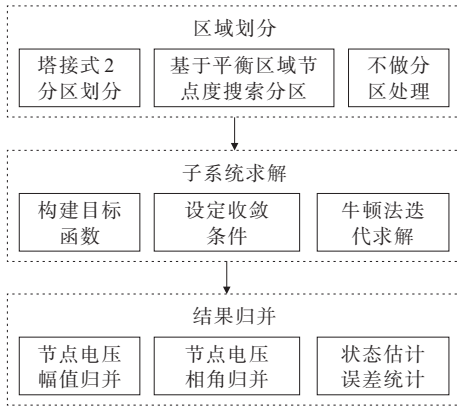 区域划分
塔接式2
分区划分
基于平衡区域节
点度搜索分区
不做分
区处理
子系统求解
构建目标
函数
设定收敛
条件
牛顿法迭
代求解
结果归并
节点电压
幅值归并
节点电压
相角归并
状态估计
误差统计